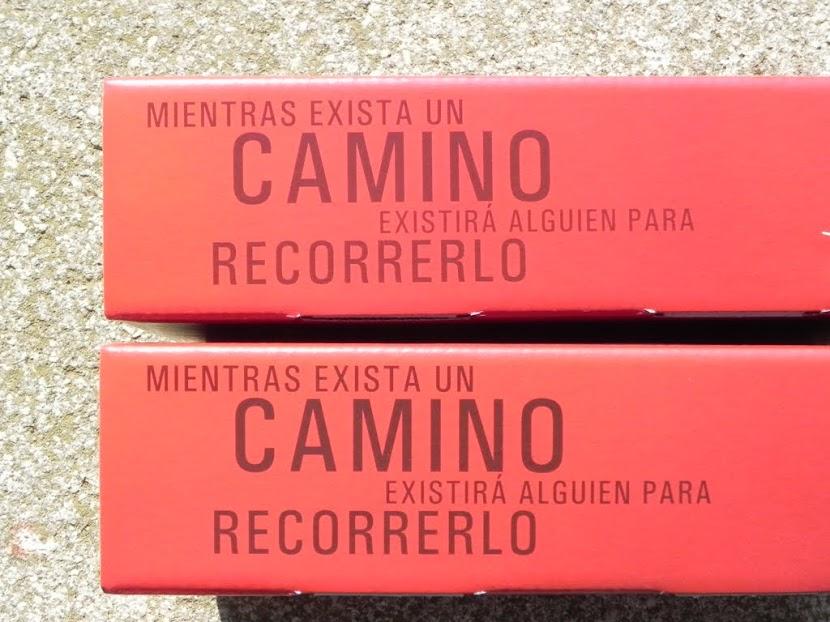 MIENTRAS EXISTA UN
CAMINO
EXISTIRÁ ALGUIEN PARA
RECORRERLO
MIENTRAS EXISTA UN
CAMINO
EXISTIRÁ ALGUIEN PARA
RECORRERLO